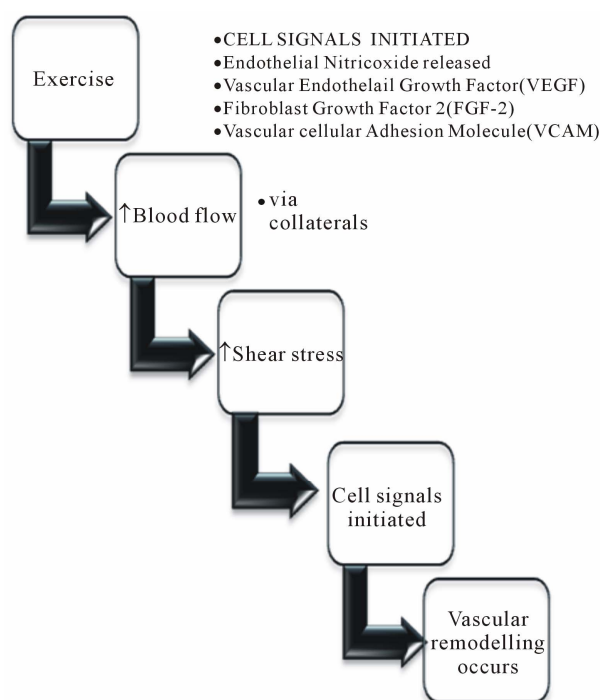 Exercise
•CELL SIGNALS INITIATED
•Endothelial Nitricoxide released
•Vascular Endothelail Growth Factor(VEGF)
•Fibroblast Growth Factor 2(FGF-2)
•Vascular cellular Adhesion Molecule(VCAM)
↑Blood flow
•via
collaterals
↑Shear stress
Cell signals
initiated
Vascular
remodelling
occurs